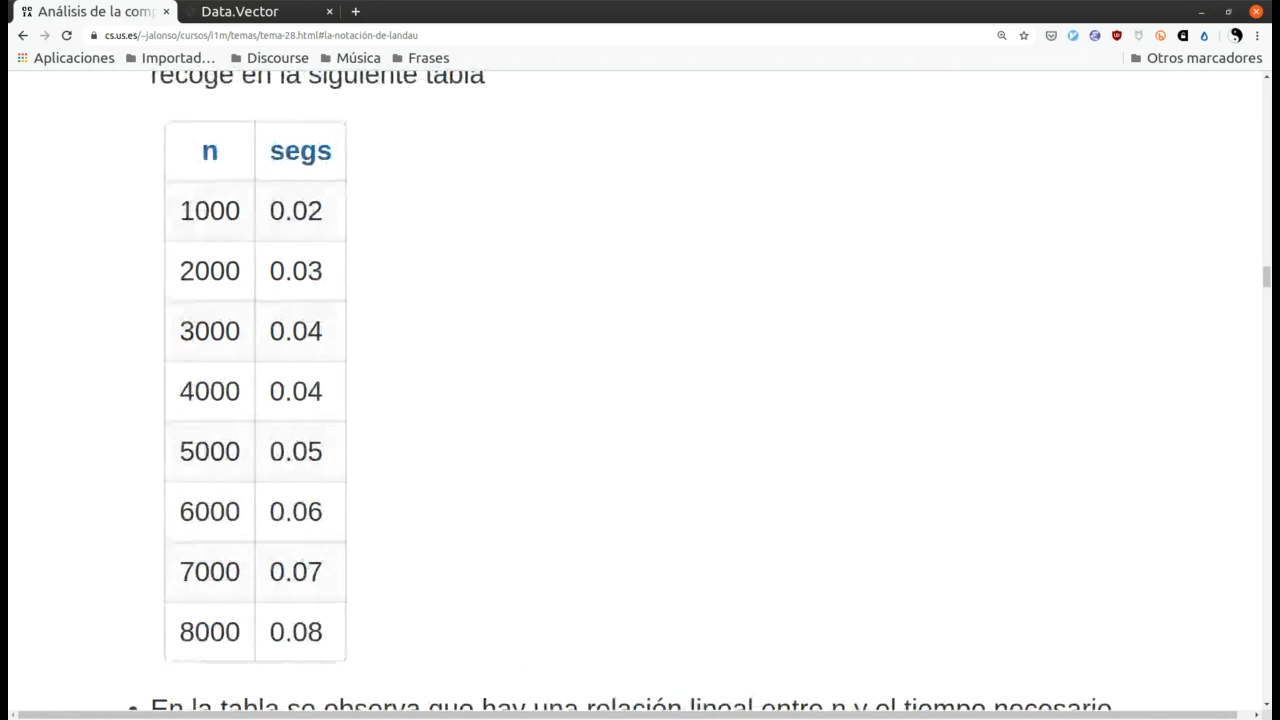 Análisis de la comp
Data.Vector
cs.us.es/~jalonso/cursos/i1m/temas/tema-28.html#la-notación-de-landau
Aplicaciones
Importad...
Discourse
Música
Frases
Otros marcadores
recoge en la siguiente tabla
n segs
1000 0.02
2000 0.03
3000 0.04
4000 0.04
5000 0.05
6000 0.06
7000 0.07
8000 0.08
• En la tabla se observa que hay una relación lineal entre n y el tiempo necesario